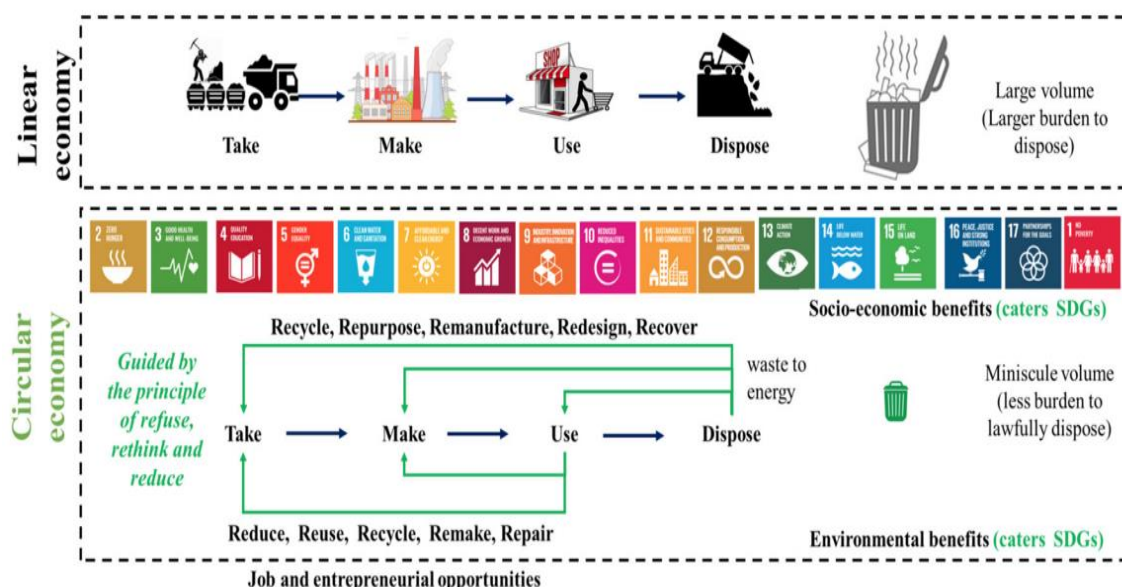 Linear
economy
SHOP
Take
Make
Use
Dispose
Large volume
(Larger burden to
dispose)
Circular
economy
2 ZERO
HUNGER
3 GOOD HEALTH
AND WELL-BEING
4 QUALITY
EDUCATION
5 GENDER
EQUALITY
6 CLEAN WATER
AND SANITATION
7 AFFORDABLE AND
CLEAN ENERGY
8 DECENT WORK AND
ECONOMIC GROWTH
9 INDUSTRY, INNOVATION
AND INFRASTRUCTURE
10 REDUCED
INEQUALITIES
11 SUSTAINABLE CITIES
AND COMMUNITIES
12 RESPONSIBLE
CONSUMPTION
AND PRODUCTION
13 CLIMATE
ACTION
14 LIFE
BELOW WATER
15 LIFE
ON LAND
16 PEACE, JUSTICE
AND STRONG
INSTITUTIONS
17 PARTNERSHIPS
FOR THE GOALS
1 NO
POVERTY
Socio-economic benefits (caters SDGs)
Recycle, Repurpose, Remanufacture, Redesign, Recover
Guided by
the principle
of refuse,
rethink and
reduce
waste to
energy
Miniscule volume
(less burden to
lawfully dispose)
Take
Make
Use
Dispose
Reduce, Reuse, Recycle, Remake, Repair
Environmental benefits (caters SDGs)
Job and entrepreneurial opportunities